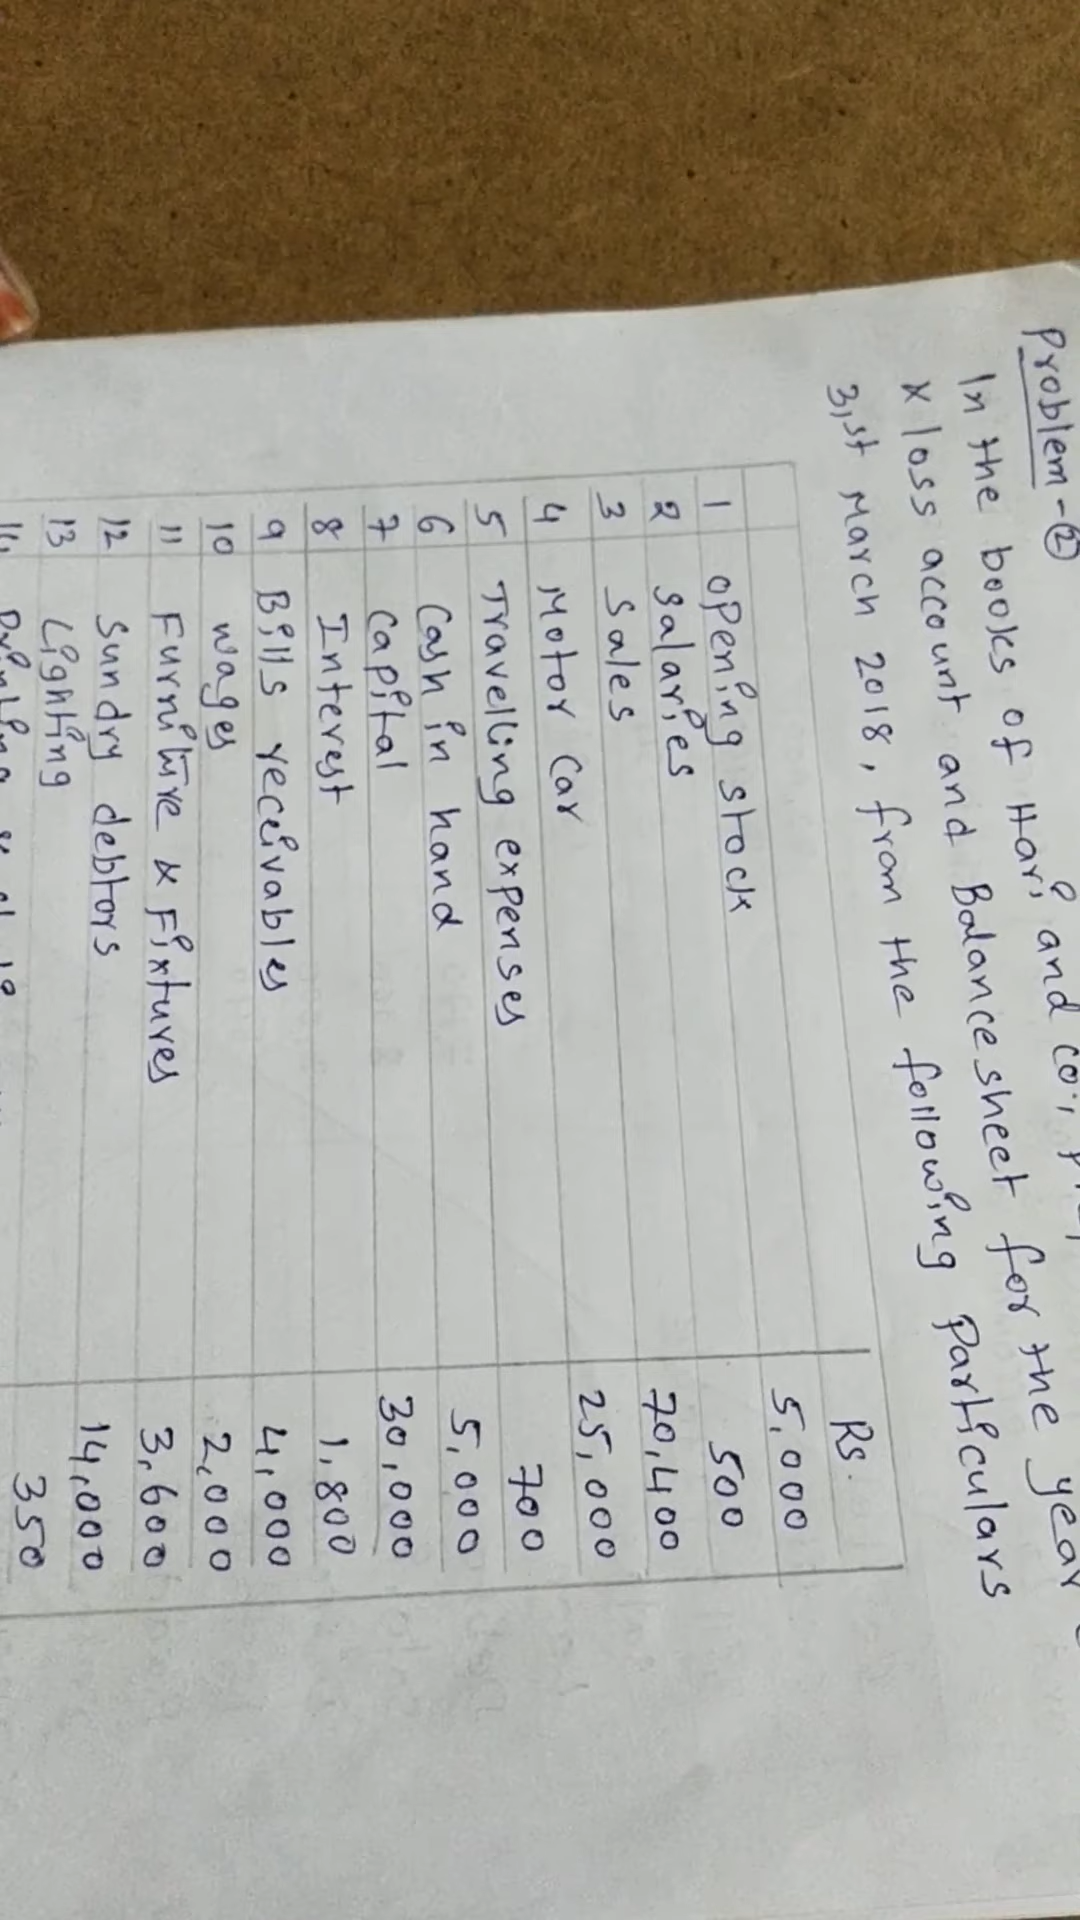 Problem-②
In the books of Hari and co.,
& loss account and Balance sheet for the year
31st March 2018, from the following Particulars
Rs.
1 opening stock 5,000
2 salaries 500
3 Sales 70,400
4 Motor Car 25,000
5 Travelling expenses 700
6 Cash in hand 5,000
7 Capital 30,000
8 Interest 1,800
9 Bills receivables 4,000
10 wages 2,000
11 Furniture & Fixtures 3,600
12 Sundry debtors 14,000
13 Lighting 350
14.